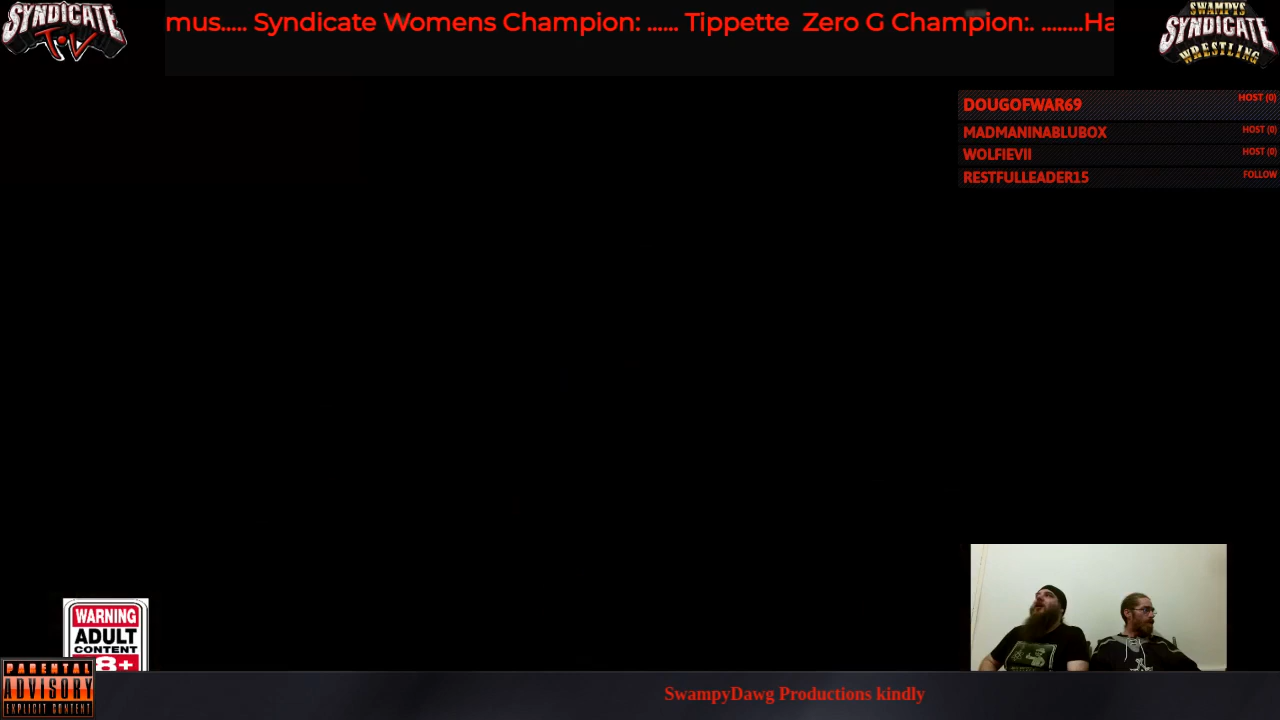 SYNDICATE
T.V
mus..... Syndicate Womens Champion: ...... Tippette  Zero G Champion:. ........Ha
SWAMPYS
SYNDICATE
WRESTLING
DOUGOFWAR69 HOST (0)
MADMANINABLUBOX HOST (0)
WOLFIEVII HOST (0)
RESTFULLEADER15 FOLLOW
WARNING
ADULT
CONTENT
8+
PARENTAL
ADVISORY
EXPLICIT CONTENT
SwampyDawg Productions kindly